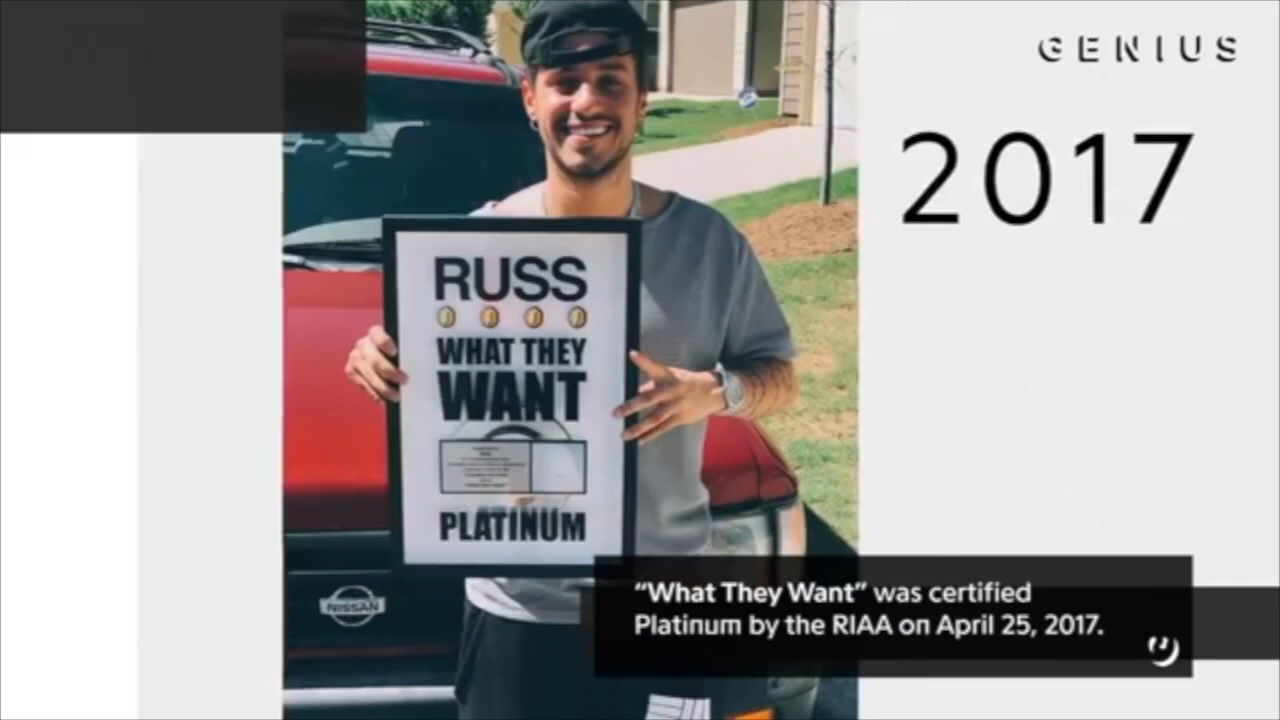 GENIUS
2017
RUSS
WHAT THEY
WANT
PLATINUM
NISSAN
“What They Want” was certified
Platinum by the RIAA on April 25, 2017.